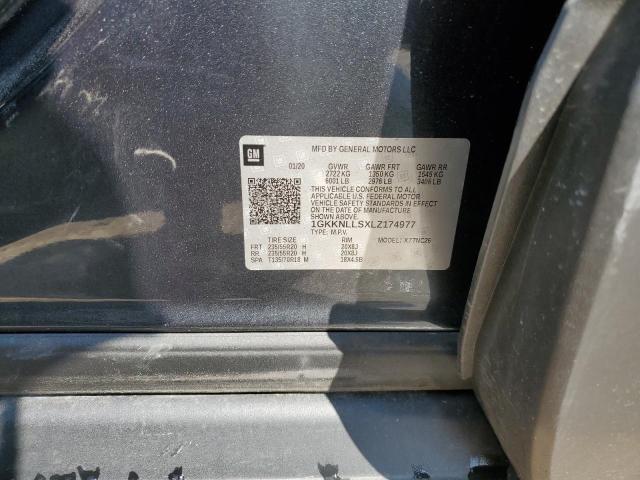 GM
MFD BY GENERAL MOTORS LLC
01/20 GVWR GAWR FRT GAWR RR
2722 KG 1350 KG 1545 KG
6001 LB 2976 LB 3406 LB
THIS VEHICLE CONFORMS TO ALL
APPLICABLE U.S. FEDERAL MOTOR
VEHICLE SAFETY STANDARDS IN EFFECT
ON THE DATE OF MANUFACTURE SHOWN ABOVE.
1GKKNLLSXLZ174977
TYPE: M.P.V. MODEL: X77NC26
TIRE SIZE RIM
FRT 235/55R20 H 20X8J
RR 235/55R20 H 20X8J
SPA T135/70R18 M 18X4.5B